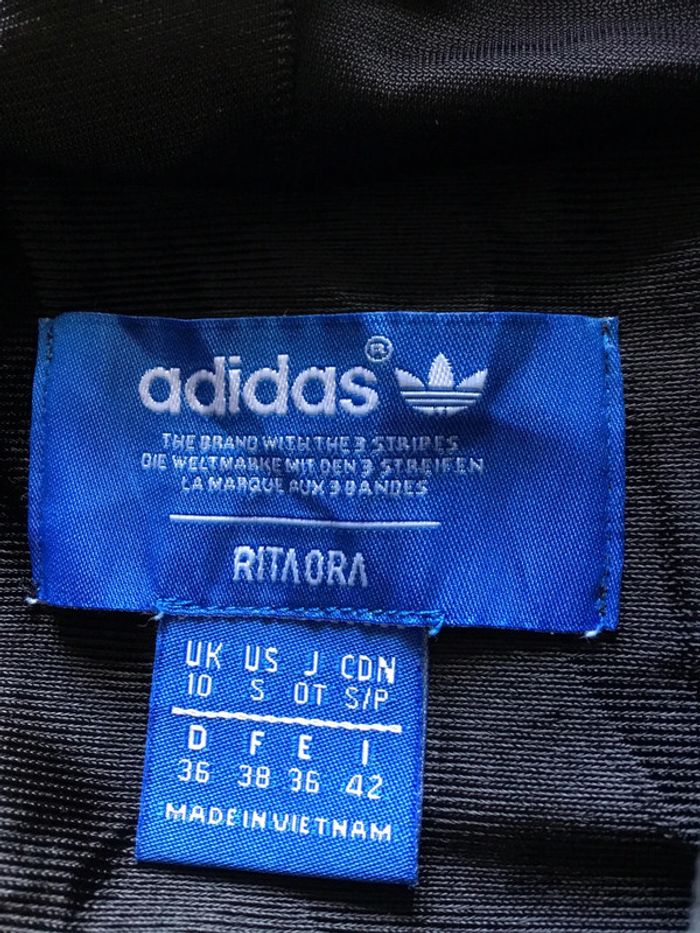 adidas®
THE BRAND WITH THE 3 STRIPES
DIE WELTMARKE MIT DEN 3 STREIFEN
LA MARQUE AUX 3 BANDES
RITA ORA
UK US J CDN
10 S OT S/P
D F E I
36 38 36 42
MADE IN VIETNAM